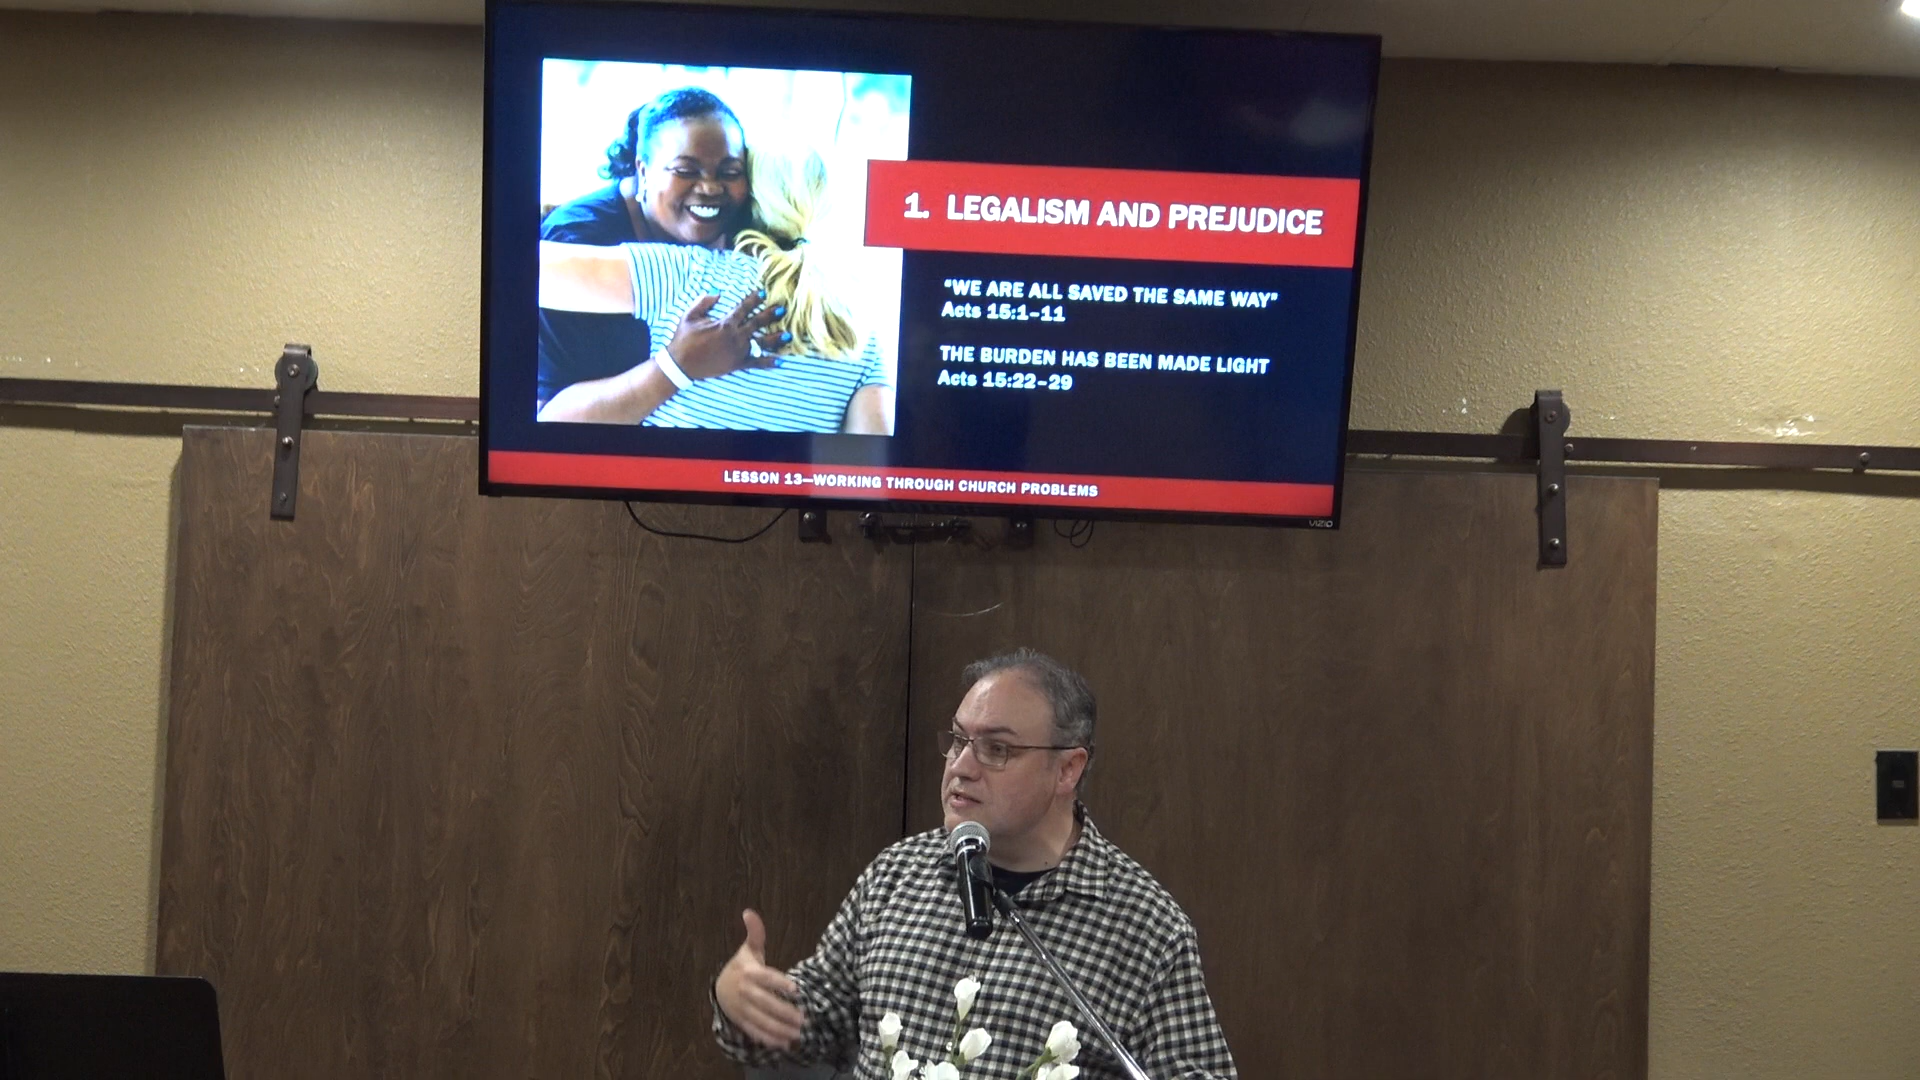 1. LEGALISM AND PREJUDICE
"WE ARE ALL SAVED THE SAME WAY"
Acts 15:1–11
THE BURDEN HAS BEEN MADE LIGHT
Acts 15:22–29
LESSON 13—WORKING THROUGH CHURCH PROBLEMS
VIZIO